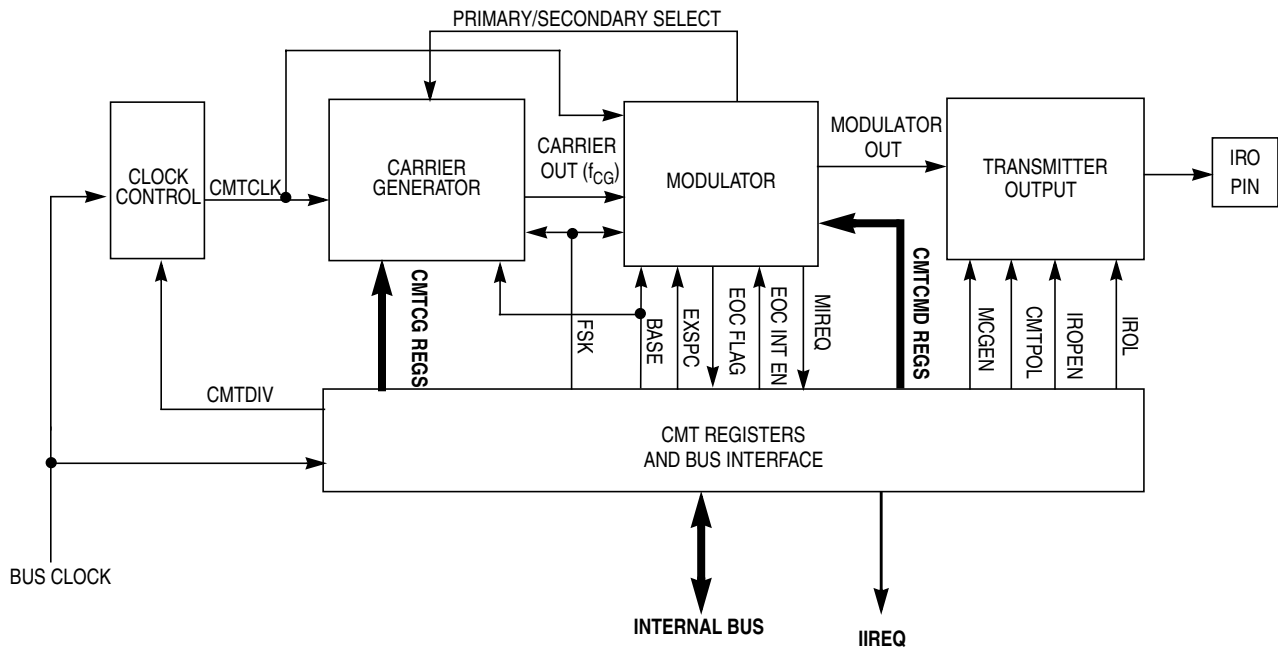 PRIMARY/SECONDARY SELECT
CLOCK
CONTROL
CMTCLK
CARRIER
GENERATOR
CARRIER
OUT (fCG)
MODULATOR
MODULATOR
OUT
TRANSMITTER
OUTPUT
IRO
PIN
CMTCG REGS
FSK
BASE
EXSPC
EOC FLAG
EOC INT EN
MIREQ
CMTCMD REGS
MCGEN
CMTPOL
IROPEN
IROL
CMTDIV
CMT REGISTERS
AND BUS INTERFACE
BUS CLOCK
INTERNAL BUS
IIREQ